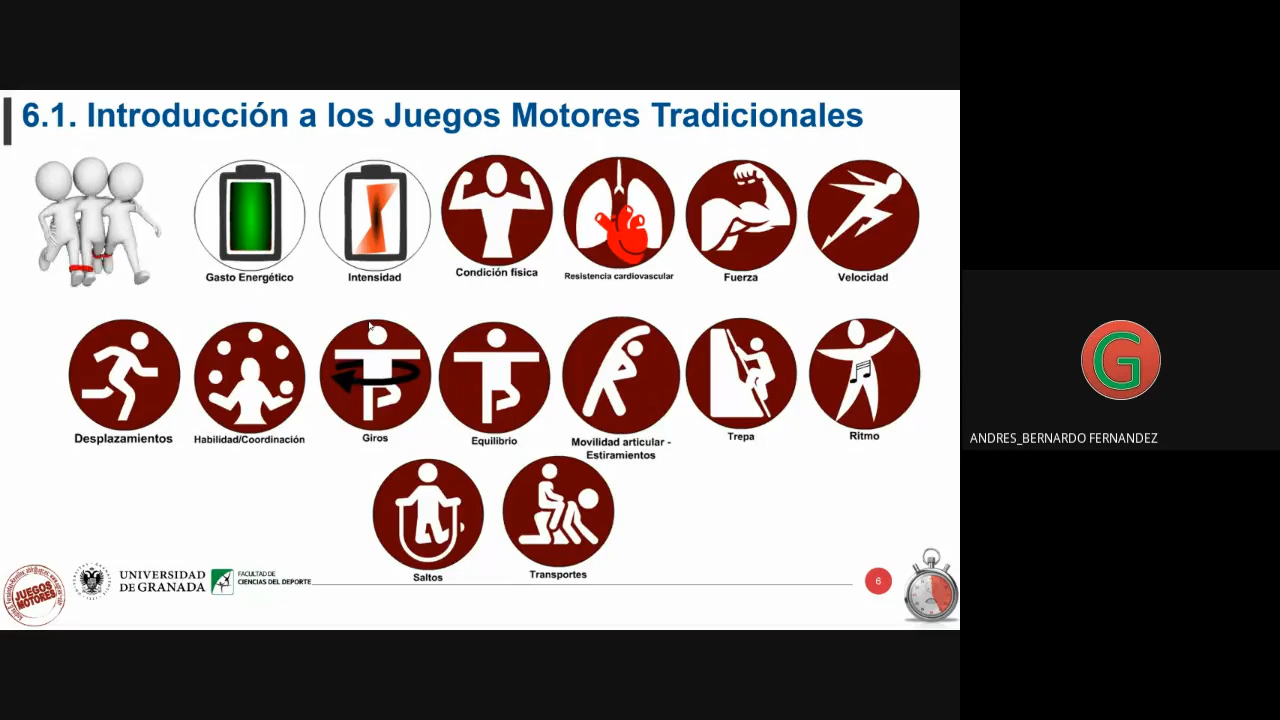 6.1. Introducción a los Juegos Motores Tradicionales
Gasto Energético
Intensidad
Condición física
Resistencia cardiovascular
Fuerza
Velocidad
Desplazamientos
Habilidad/Coordinación
Giros
Equilibrio
Movilidad articular -
Estiramientos
Trepa
Ritmo
Saltos
Transportes
JUEGOS
MOTORES
UNIVERSIDAD
DE GRANADA
FACULTAD DE
CIENCIAS DEL DEPORTE
6
G
ANDRES_BERNARDO FERNANDEZ